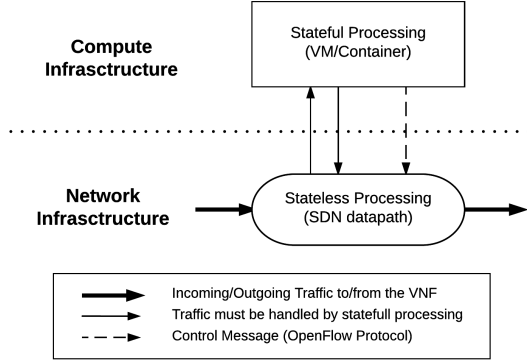 Compute
Infrasctructure
Stateful Processing
(VM/Container)
Network
Infrasctructure
Stateless Processing
(SDN datapath)
Incoming/Outgoing Traffic to/from the VNF
Traffic must be handled by statefull processing
Control Message (OpenFlow Protocol)